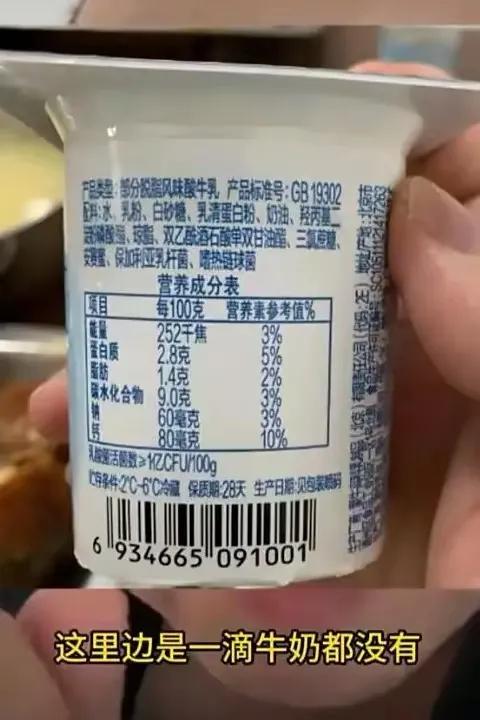 产品类型:部分脱脂风味酸牛乳 产品标准号:GB 19302
配料:水、乳粉、白砂糖、乳清蛋白粉、奶油、羟丙基二
淀粉磷酸酯、琼脂、双乙酰酒石酸单双甘油酯、三氯蔗糖、
安赛蜜、保加利亚乳杆菌、嗜热链球菌
营养成分表
项目 每100克 营养素参考值%
能量 252千焦 3%
蛋白质 2.8克 5%
脂肪 1.4克 2%
碳水化合物 9.0克 3%
钠 60毫克 3%
钙 80毫克 10%
乳酸菌活菌数≥1亿CFU/100g
贮存条件:2℃-6℃冷藏 保质期:28天 生产日期:见包装喷码
6 934665 091001
这里边是一滴牛奶都没有